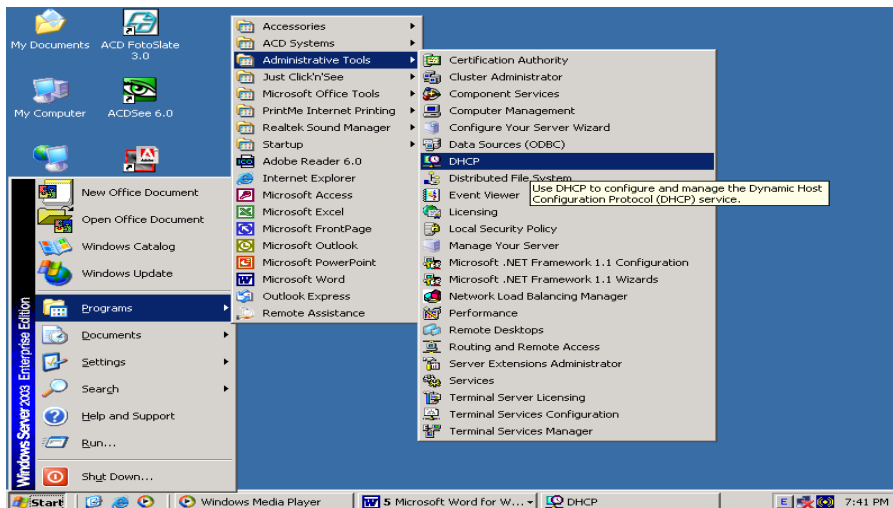 My Documents
ACD FotoSlate
3.0
My Computer
ACDSee 6.0
New Office Document
Open Office Document
Windows Catalog
Windows Update
Programs
Documents
Settings
Search
Help and Support
Run...
Shut Down...
Windows Server 2003 Enterprise Edition
Accessories
ACD Systems
Administrative Tools
Just Click'n'See
Microsoft Office Tools
PrintMe Internet Printing
Realtek Sound Manager
Startup
Adobe Reader 6.0
Internet Explorer
Microsoft Access
Microsoft Excel
Microsoft FrontPage
Microsoft Outlook
Microsoft PowerPoint
Microsoft Word
Outlook Express
Remote Assistance
Certification Authority
Cluster Administrator
Component Services
Computer Management
Configure Your Server Wizard
Data Sources (ODBC)
DHCP
Distributed File System
Use DHCP to configure and manage the Dynamic Host
Configuration Protocol (DHCP) service.
Event Viewer
Licensing
Local Security Policy
Manage Your Server
Microsoft .NET Framework 1.1 Configuration
Microsoft .NET Framework 1.1 Wizards
Network Load Balancing Manager
Performance
Remote Desktops
Routing and Remote Access
Server Extensions Administrator
Services
Terminal Server Licensing
Terminal Services Configuration
Terminal Services Manager
Start
Windows Media Player
5 Microsoft Word for W...
DHCP
E
7:41 PM